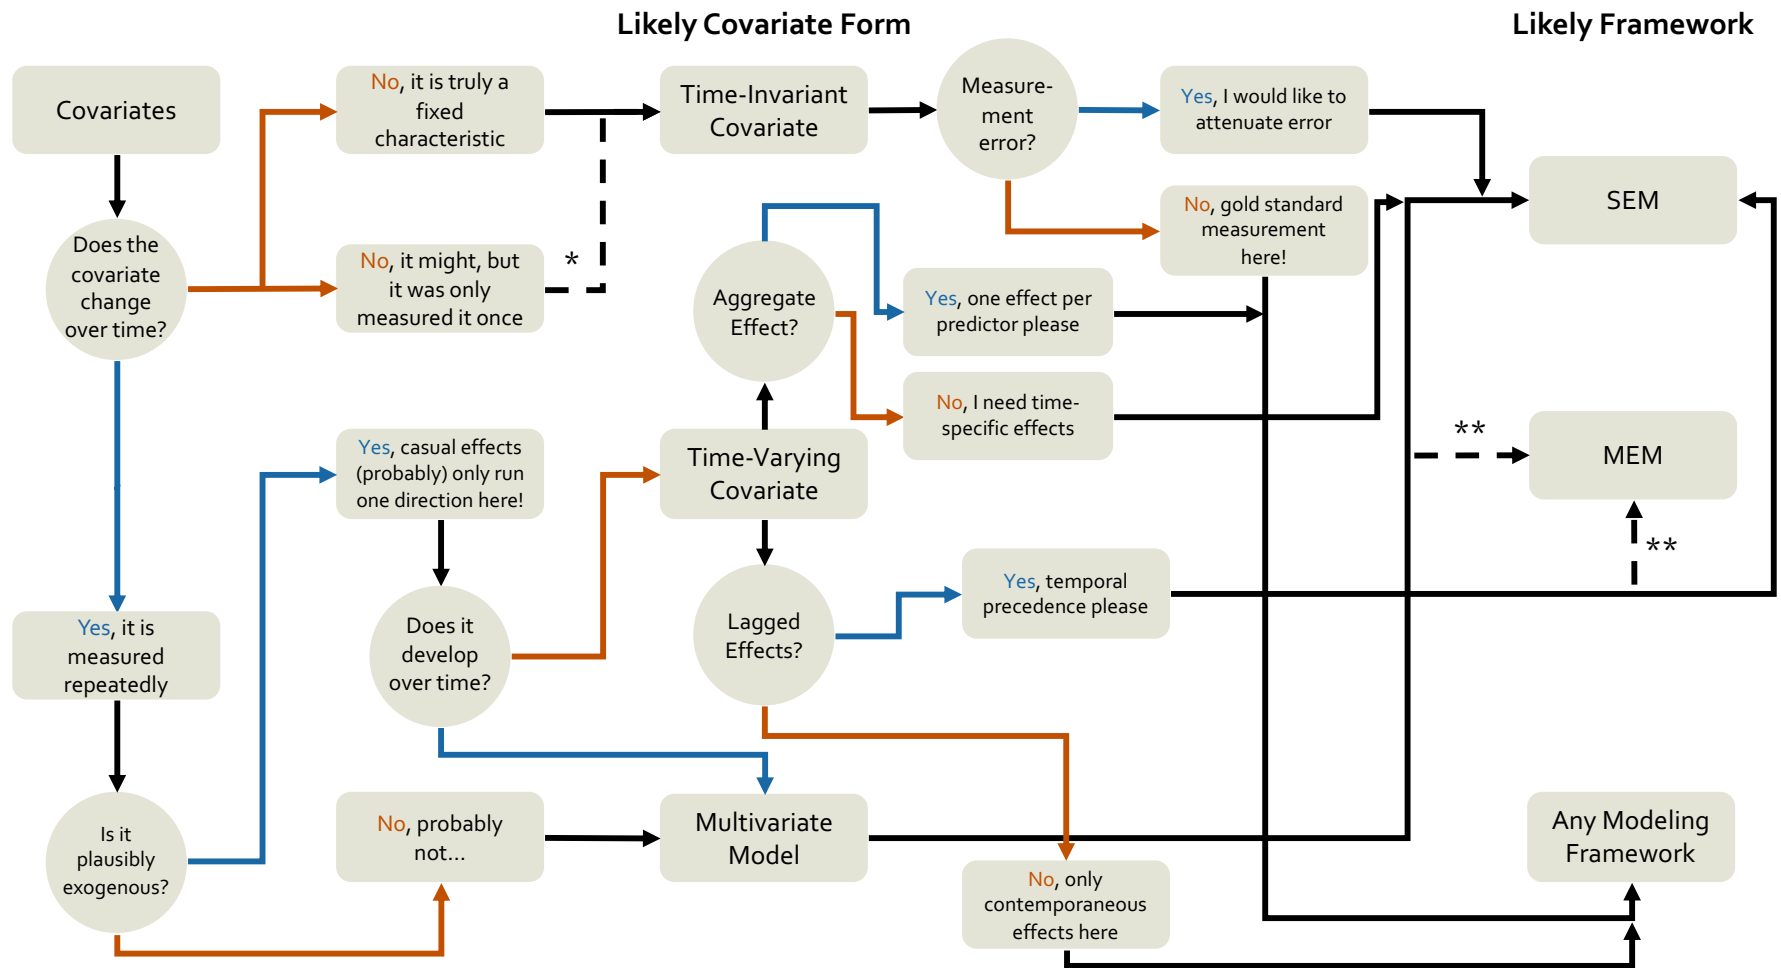 Likely Covariate Form
Likely Framework
Covariates
No, it is truly a
fixed
characteristic
Time-Invariant
Covariate
Measure-
ment
error?
Yes, I would like to
attenuate error
SEM
No, gold standard
measurement
here!
Does the
covariate
change
over time?
No, it might, but
it was only
measured it once
*
Aggregate
Effect?
Yes, one effect per
predictor please
No, I need time-
specific effects
**
MEM
**
Yes, casual effects
(probably) only run
one direction here!
Time-Varying
Covariate
Yes, temporal
precedence please
Yes, it is
measured
repeatedly
Does it
develop
over time?
Lagged
Effects?
Is it
plausibly
exogenous?
No, probably
not...
Multivariate
Model
No, only
contemporaneous
effects here
Any Modeling
Framework